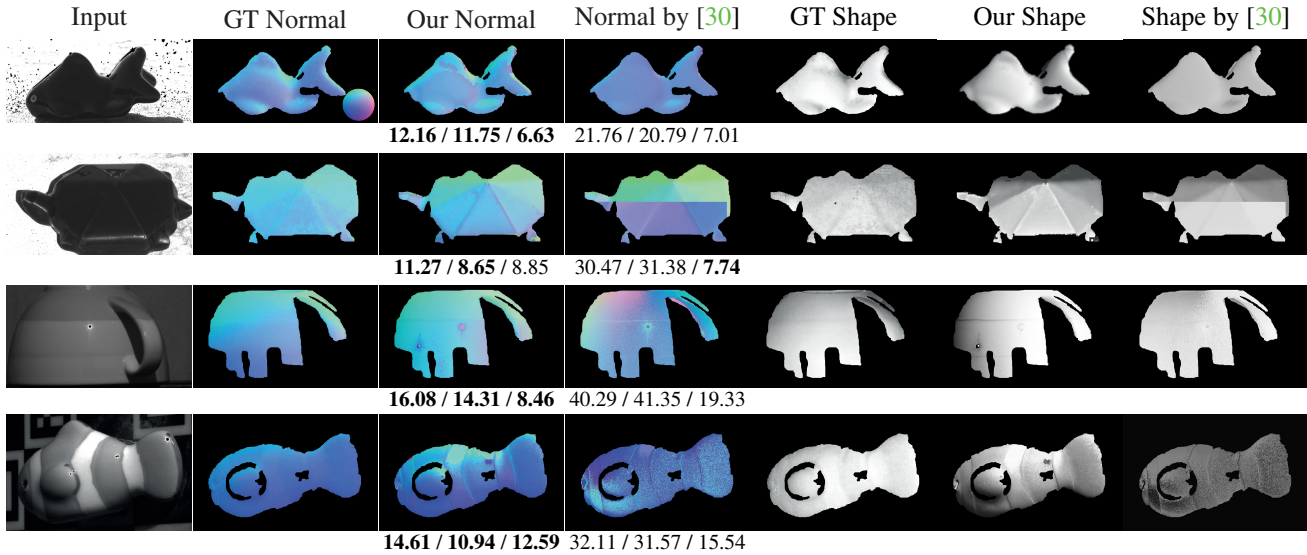 Input GT Normal Our Normal Normal by [30] GT Shape Our Shape Shape by [30]
12.16 / 11.75 / 6.63 21.76 / 20.79 / 7.01
11.27 / 8.65 / 8.85 30.47 / 31.38 / 7.74
16.08 / 14.31 / 8.46 40.29 / 41.35 / 19.33
14.61 / 10.94 / 12.59 32.11 / 31.57 / 15.54